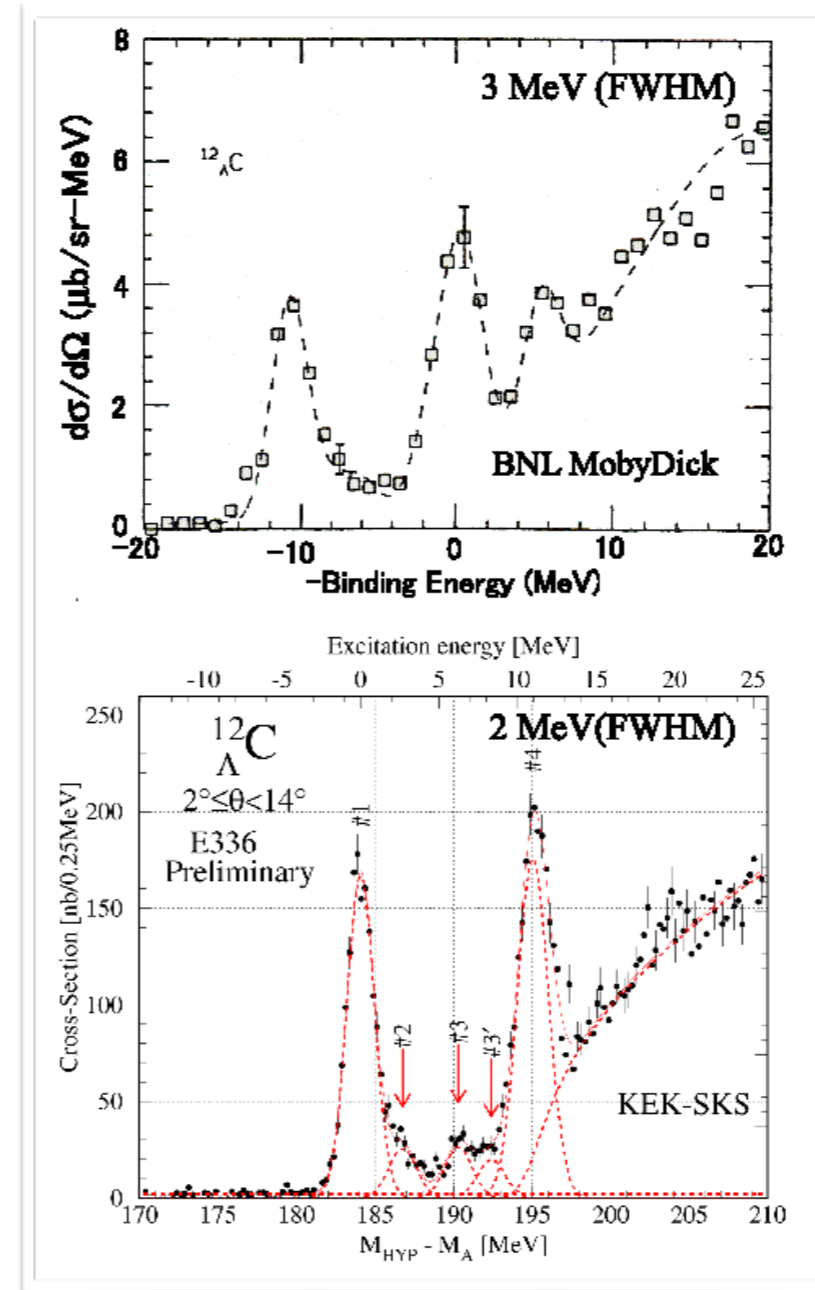 8
3 MeV (FWHM)
12ΛC
6
4
2
0
dσ/dΩ (μb/sr-MeV)
BNL MobyDick
-20 -10 0 10 20
-Binding Energy (MeV)
Excitation energy [MeV]
-10 -5 0 5 10 15 20 25
250
12ΛC
2 MeV(FWHM)
2°≤θ<14°
E336
Preliminary
#1
#2
#3
#3'
#4
200
150
100
50
0
Cross-Section [nb/0.25MeV]
KEK-SKS
170 175 180 185 190 195 200 205 210
M_HYP - M_A [MeV]